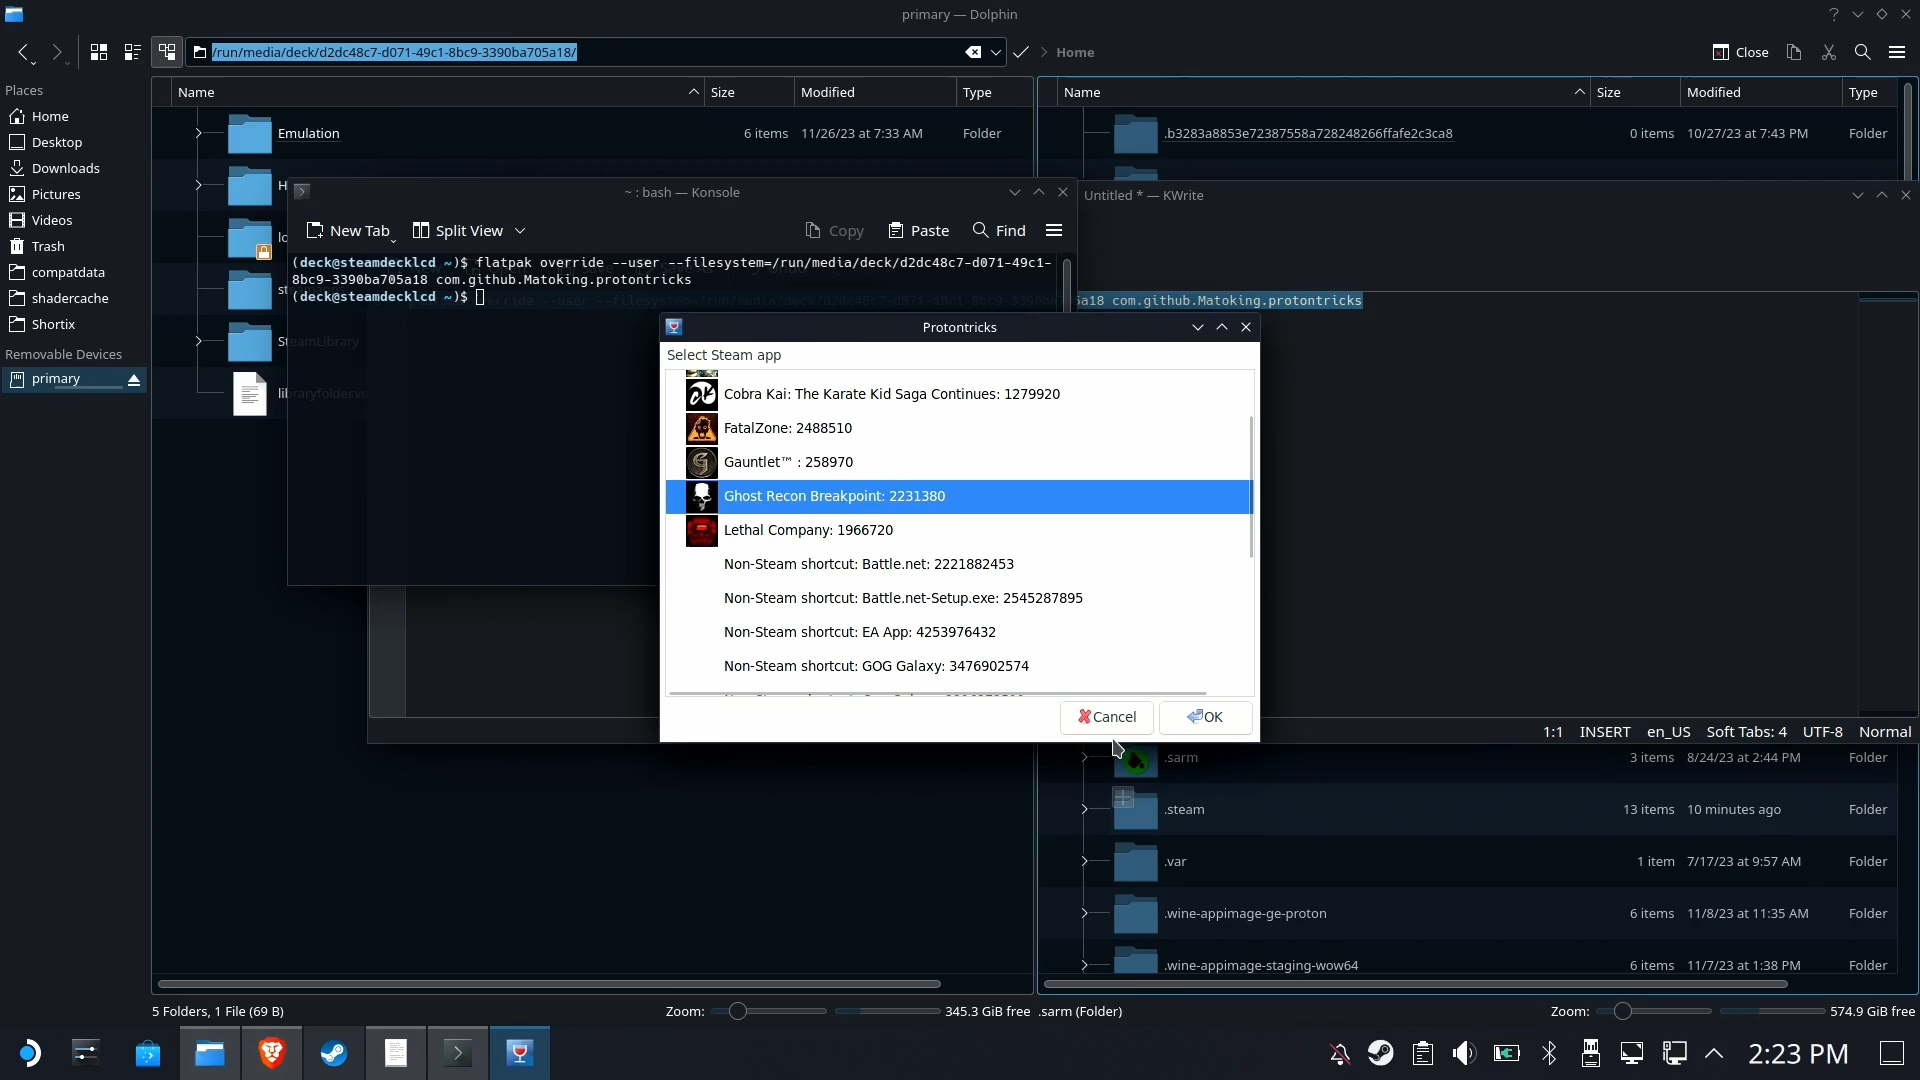 primary — Dolphin
/run/media/deck/d2dc48c7-d071-49c1-8bc9-3390ba705a18/
Home
Close
Places
Home
Desktop
Downloads
Pictures
Videos
Trash
compatdata
shadercache
Shortix
Removable Devices
primary
Name Size Modified Type
Emulation 6 items 11/26/23 at 7:33 AM Folder
H
lo
st
SteamLibrary
libraryfolder.vd
Name Size Modified Type
.b3283a8853e72387558a728248266ffafe2c3ca8 0 items 10/27/23 at 7:43 PM Folder
~ : bash — Konsole
New Tab Split View Copy Paste Find
(deck@steamdecklcd ~)$ flatpak override --user --filesystem=/run/media/deck/d2dc48c7-d071-49c1-
8bc9-3390ba705a18 com.github.Matoking.protontricks
(deck@steamdecklcd ~)$
Untitled * — KWrite
5a18 com.github.Matoking.protontricks
Protontricks
Select Steam app
Cobra Kai: The Karate Kid Saga Continues: 1279920
FatalZone: 2488510
Gauntlet™ : 258970
Ghost Recon Breakpoint: 2231380
Lethal Company: 1966720
Non-Steam shortcut: Battle.net: 2221882453
Non-Steam shortcut: Battle.net-Setup.exe: 2545287895
Non-Steam shortcut: EA App: 4253976432
Non-Steam shortcut: GOG Galaxy: 3476902574
Cancel OK
1:1 INSERT en_US Soft Tabs: 4 UTF-8 Normal
.sarm 3 items 8/24/23 at 2:44 PM Folder
.steam 13 items 10 minutes ago Folder
.var 1 item 7/17/23 at 9:57 AM Folder
.wine-appimage-ge-proton 6 items 11/8/23 at 11:35 AM Folder
.wine-appimage-staging-wow64 6 items 11/7/23 at 1:38 PM Folder
5 Folders, 1 File (69 B) Zoom: 345.3 GiB free
.sarm (Folder) Zoom: 574.9 GiB free
2:23 PM